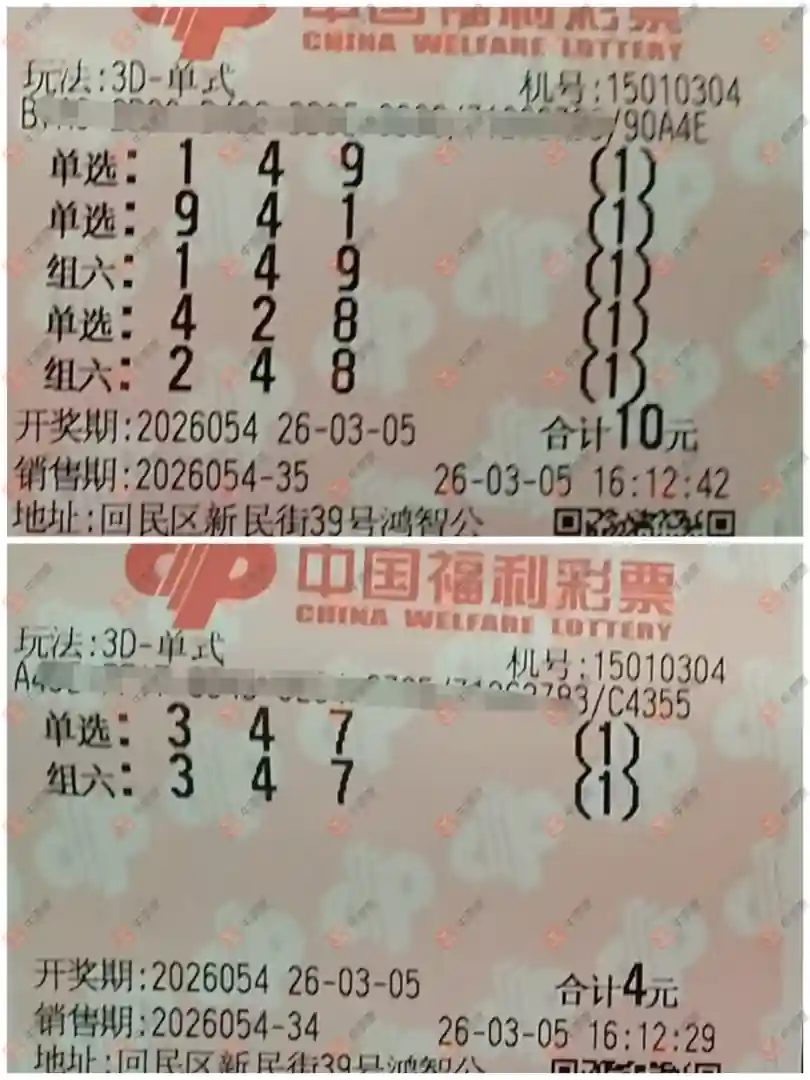 中国福利彩票
CHINA WELFARE LOTTERY
玩法:3D-单式 机号:15010304
/90A4E
单选: 1 4 9 (1)
单选: 9 4 1 (1)
组六: 1 4 9 (1)
单选: 4 2 8 (1)
组六: 2 4 8 (1)
开奖期:2026054 26-03-05 合计10元
销售期:2026054-35 26-03-05 16:12:42
地址:回民区新民街39号鸿智公
中国福利彩票
CHINA WELFARE LOTTERY
玩法:3D-单式 机号:15010304
/C4355
单选: 3 4 7 (1)
组六: 3 4 7 (1)
开奖期:2026054 26-03-05 合计4元
销售期:2026054-34 26-03-05 16:12:29
地址:回民区新民街39号鸿智公